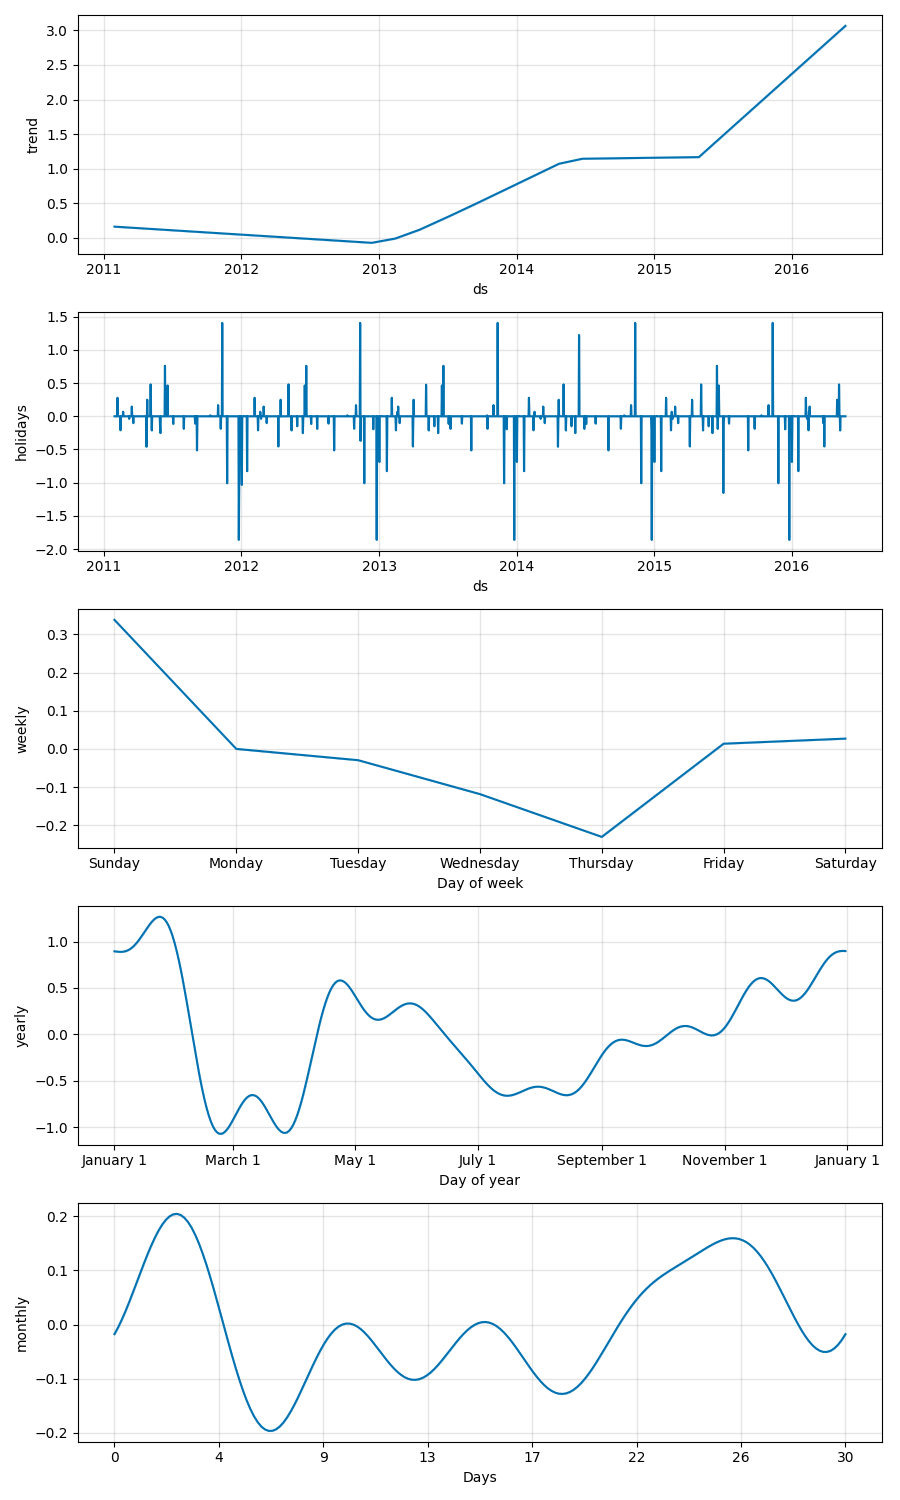 3.0
2.5
2.0
1.5
1.0
0.5
0.0
trend
2011 2012 2013 2014 2015 2016
ds
1.5
1.0
0.5
0.0
−0.5
−1.0
−1.5
−2.0
holidays
2011 2012 2013 2014 2015 2016
ds
0.3
0.2
0.1
0.0
−0.1
−0.2
weekly
Sunday Monday Tuesday Wednesday Thursday Friday Saturday
Day of week
1.0
0.5
0.0
−0.5
−1.0
yearly
January 1 March 1 May 1 July 1 September 1 November 1 January 1
Day of year
0.2
0.1
0.0
−0.1
−0.2
monthly
0 4 9 13 17 22 26 30
Days